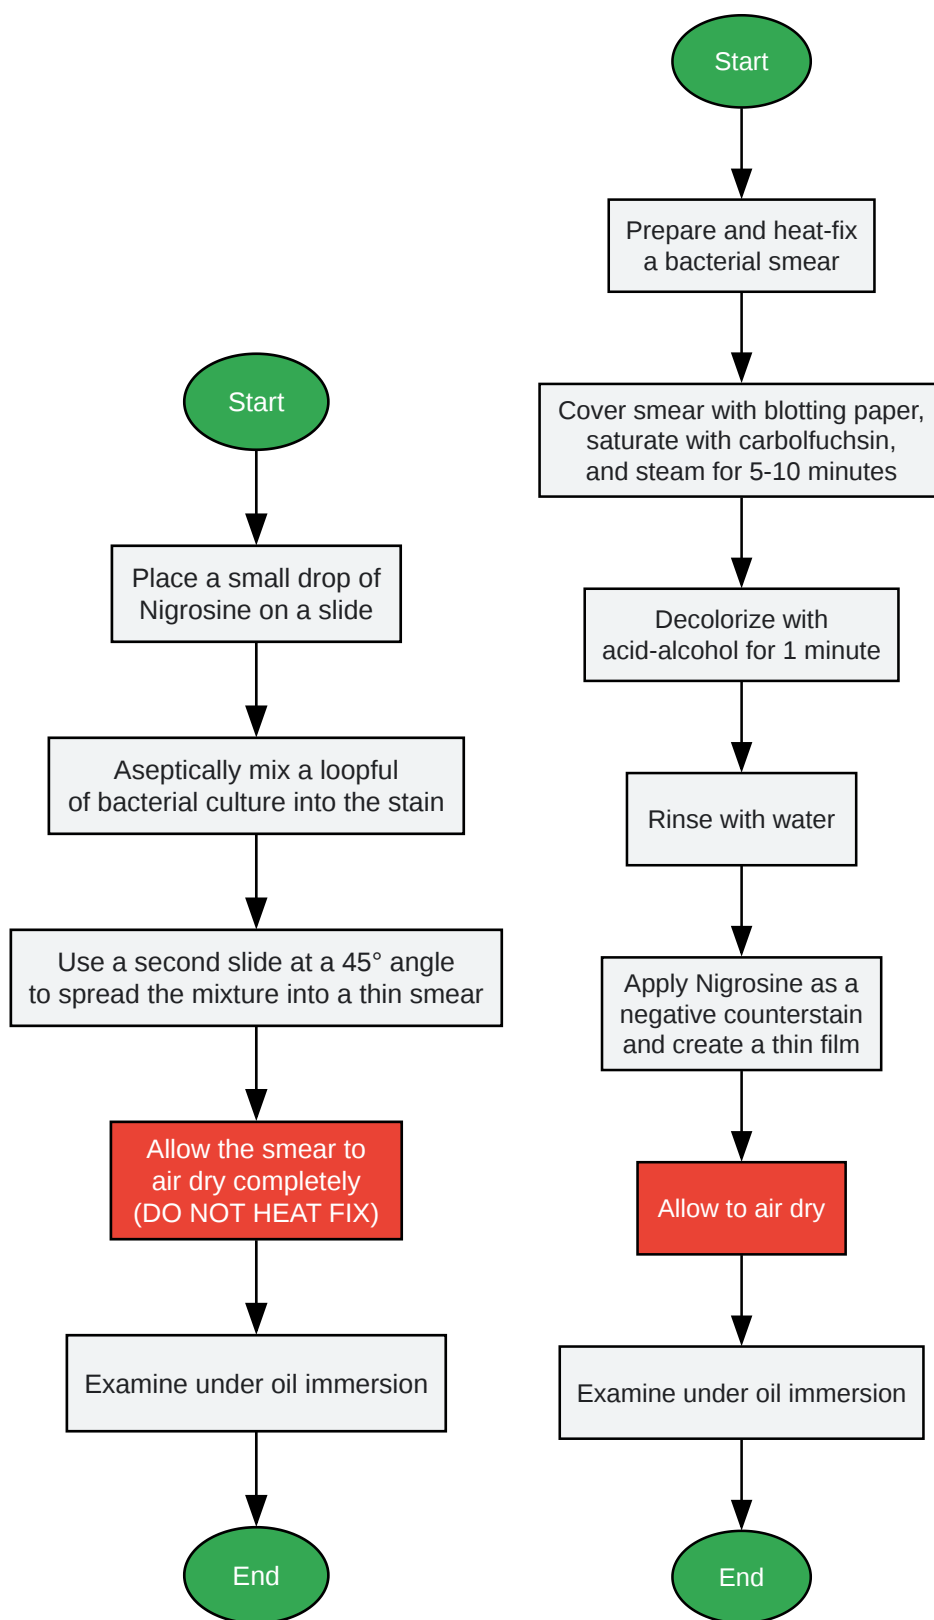 Start
Place a small drop of
Nigrosine on a slide
Aseptically mix a loopful
of bacterial culture into the stain
Use a second slide at a 45° angle
to spread the mixture into a thin smear
Allow the smear to
air dry completely
(DO NOT HEAT FIX)
Examine under oil immersion
End
Start
Prepare and heat-fix
a bacterial smear
Cover smear with blotting paper,
saturate with carbolfuchsin,
and steam for 5-10 minutes
Decolorize with
acid-alcohol for 1 minute
Rinse with water
Apply Nigrosine as a
negative counterstain
and create a thin film
Allow to air dry
Examine under oil immersion
End